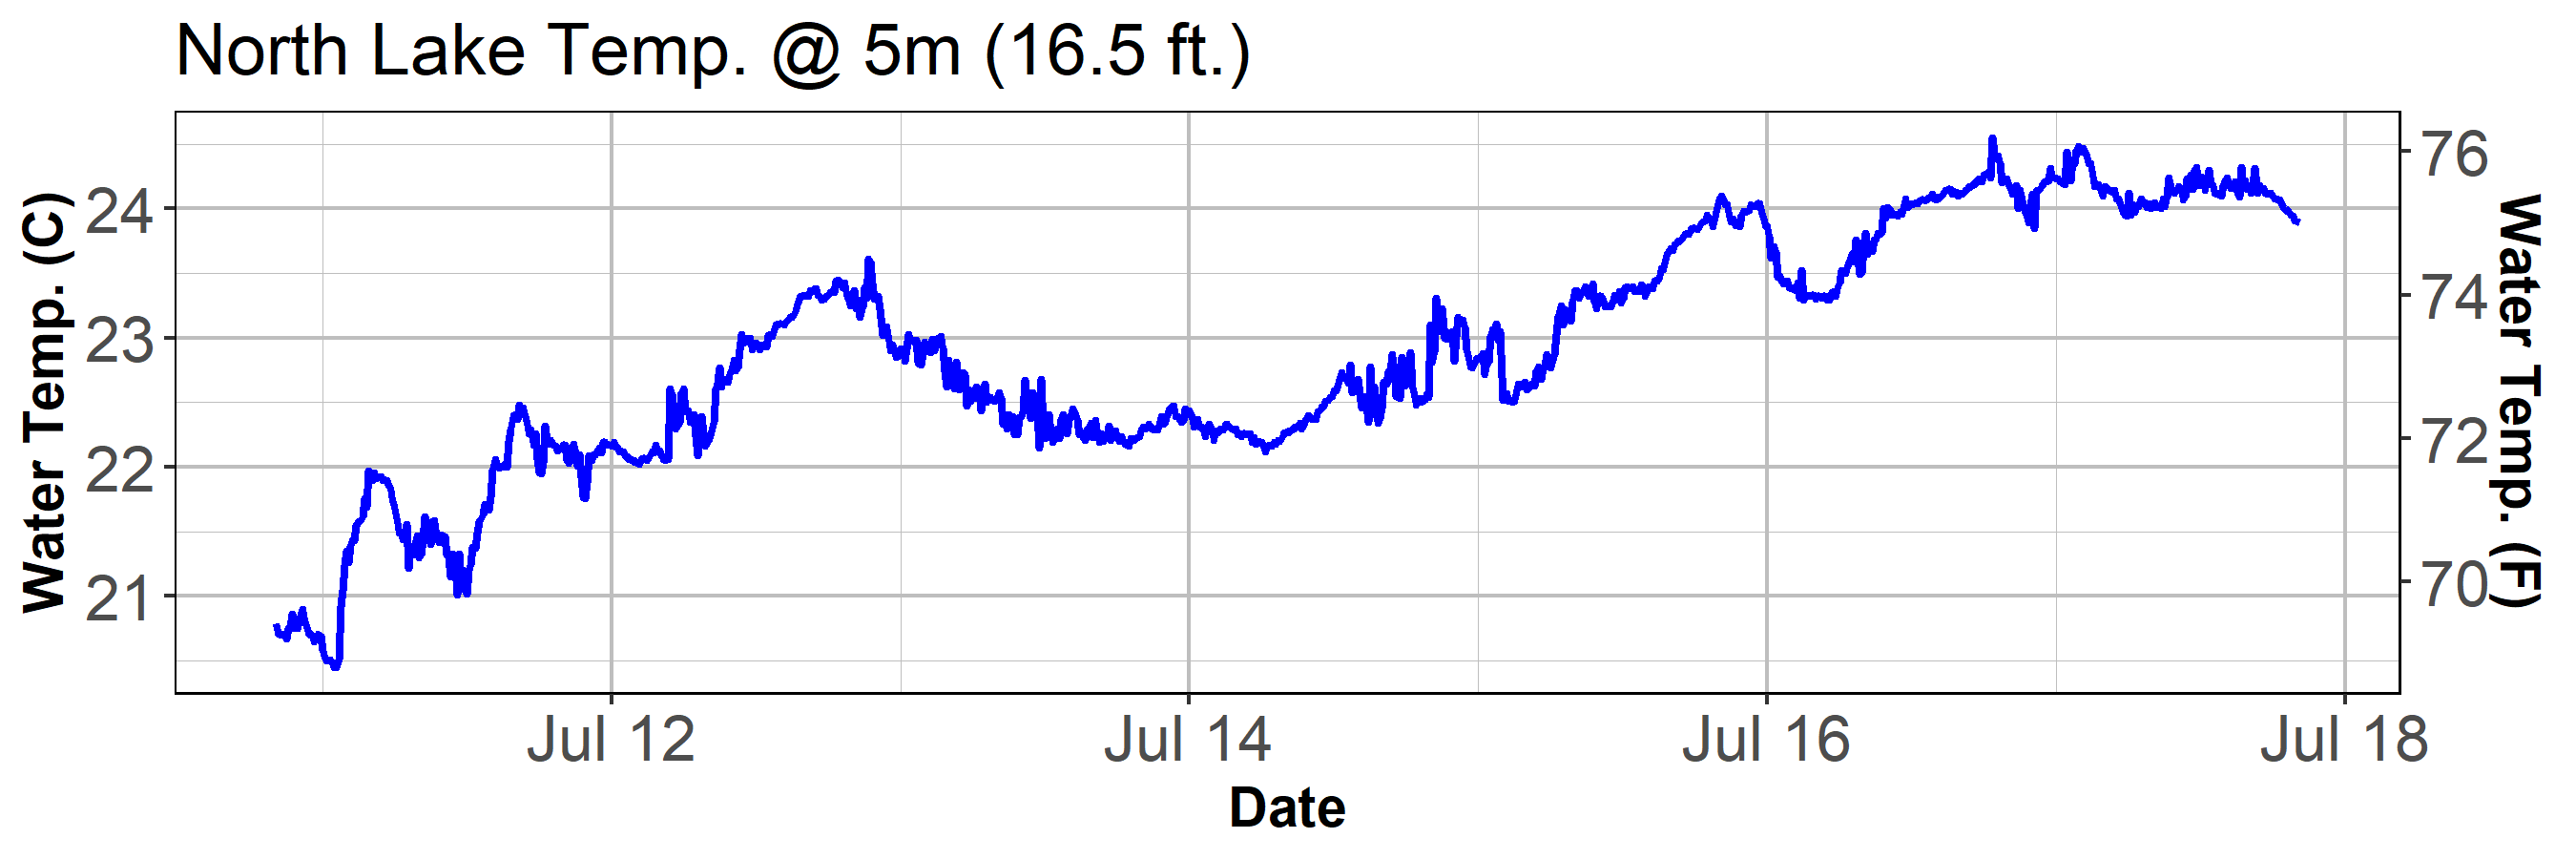 North Lake Temp. @ 5m (16.5 ft.)
Water Temp. (C)
24
23
22
21
76
74
72
70
Water Temp. (F)
Jul 12
Jul 14
Jul 16
Jul 18
Date